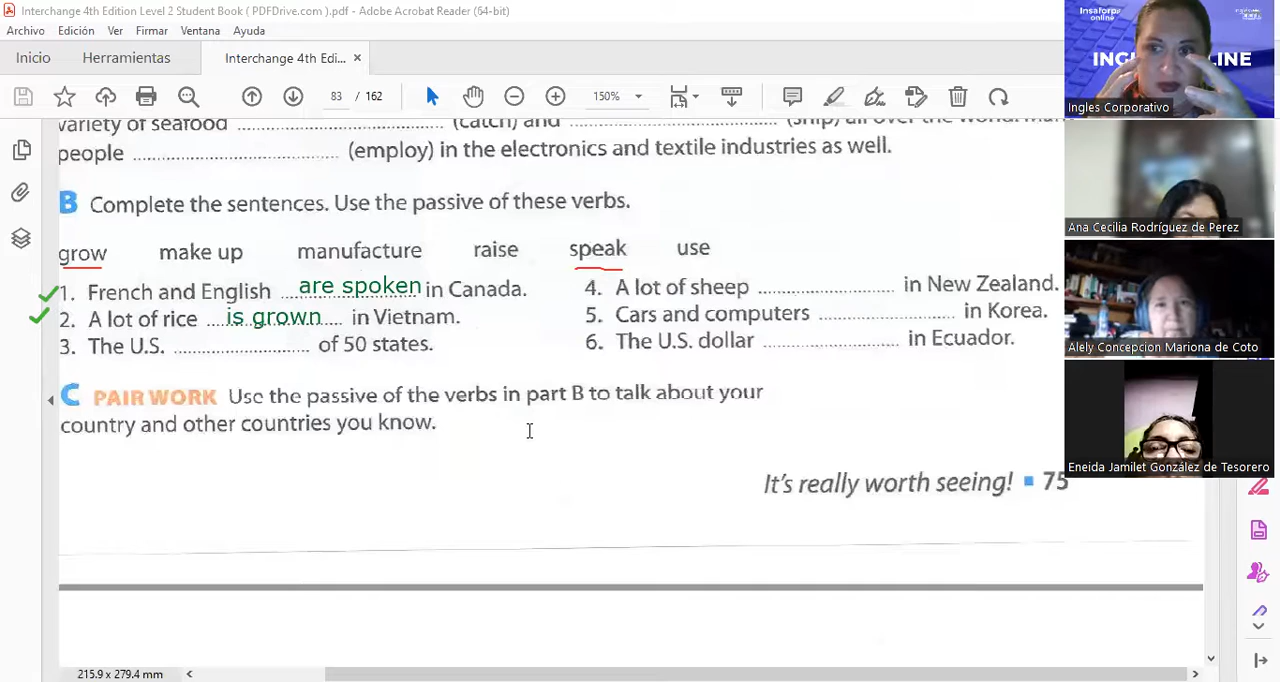 Interchange 4th Edition Level 2 Student Book ( PDFDrive.com ).pdf - Adobe Acrobat Reader (64-bit)
Archivo Edición Ver Firmar Ventana Ayuda
Inicio Herramientas Interchange 4th Edi... ×
83 / 162 150%
variety of seafood ........................ (catch) and ........................ (ship) all over the world.
people ........................ (employ) in the electronics and textile industries as well.
B Complete the sentences. Use the passive of these verbs.
grow make up manufacture raise speak use
1. French and English are spoken in Canada.
2. A lot of rice is grown in Vietnam.
3. The U.S. ........................ of 50 states.
4. A lot of sheep ........................ in New Zealand.
5. Cars and computers ........................ in Korea.
6. The U.S. dollar ........................ in Ecuador.
C PAIR WORK Use the passive of the verbs in part B to talk about your
country and other countries you know.
It's really worth seeing! ■ 75
215.9 x 279.4 mm
Insaforp
online
INGL LINE
Ingles Corporativo
Ana Cecilia Rodríguez de Perez
Alely Concepcion Mariona de Coto
Eneida Jamilet González de Tesorero